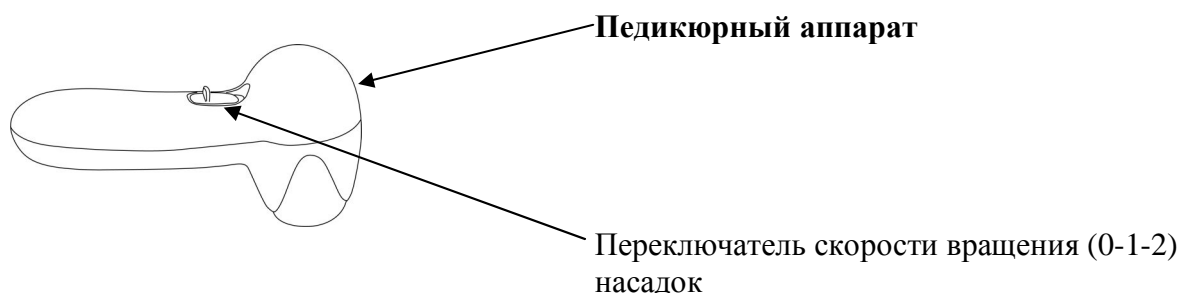 Педикюрный аппарат
Переключатель скорости вращения (0-1-2)
насадок